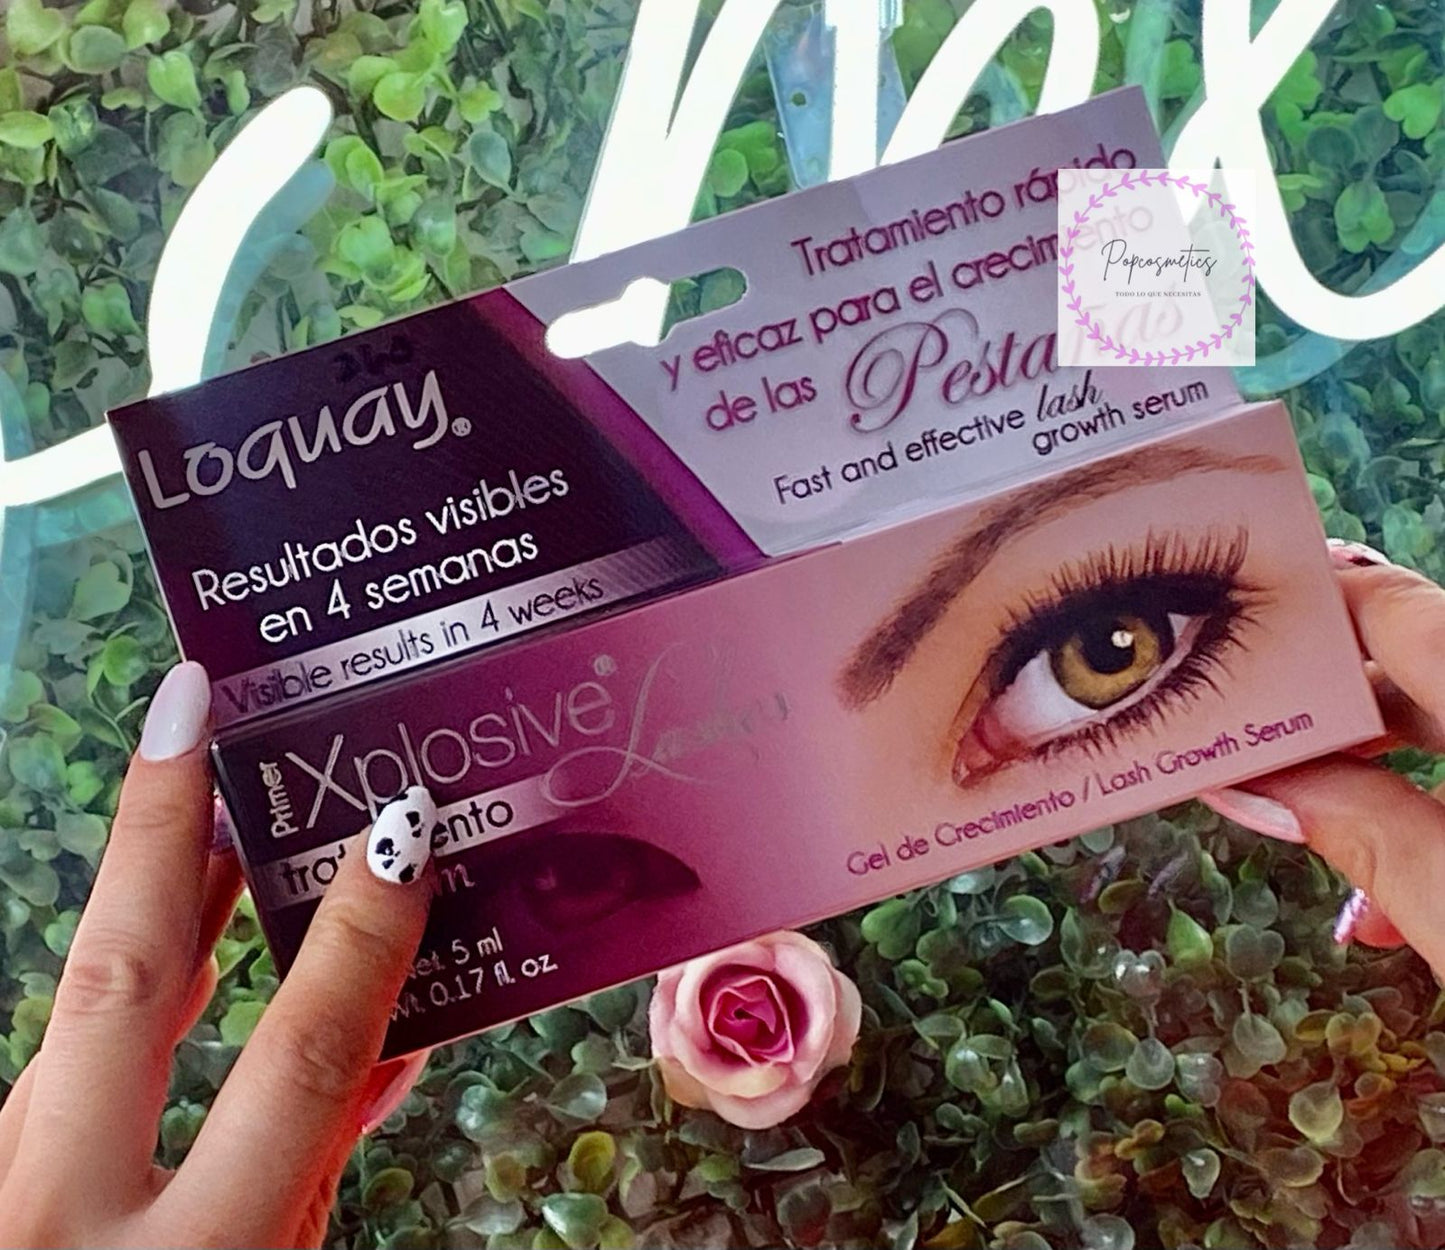 Tratamiento rápido
y eficaz para el crecimiento
de las Pestañas
Fast and effective lash
growth serum
Popcosmetics
TODO LO QUE NECESITAS
240
Loquay®
Resultados visibles
en 4 semanas
Visible results in 4 weeks
Primer
Xplosive®
Gel de Crecimiento / Lash Growth Serum
5 ml
0.17 fl. oz